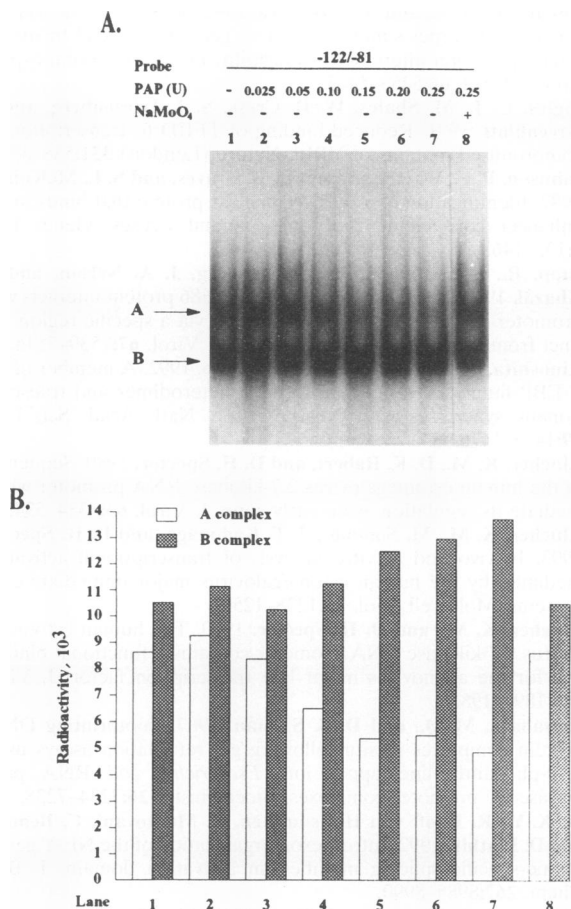 A.
-122/-81
Probe
PAP (U) - 0.025 0.05 0.10 0.15 0.20 0.25 0.25
NaMoO4 - - - - - - - +
1 2 3 4 5 6 7 8
A
B
B.
A complex
B complex
Radioactivity, 10³
14
13
12
11
10
9
8
7
6
5
4
3
2
1
0
Lane 1 2 3 4 5 6 7 8